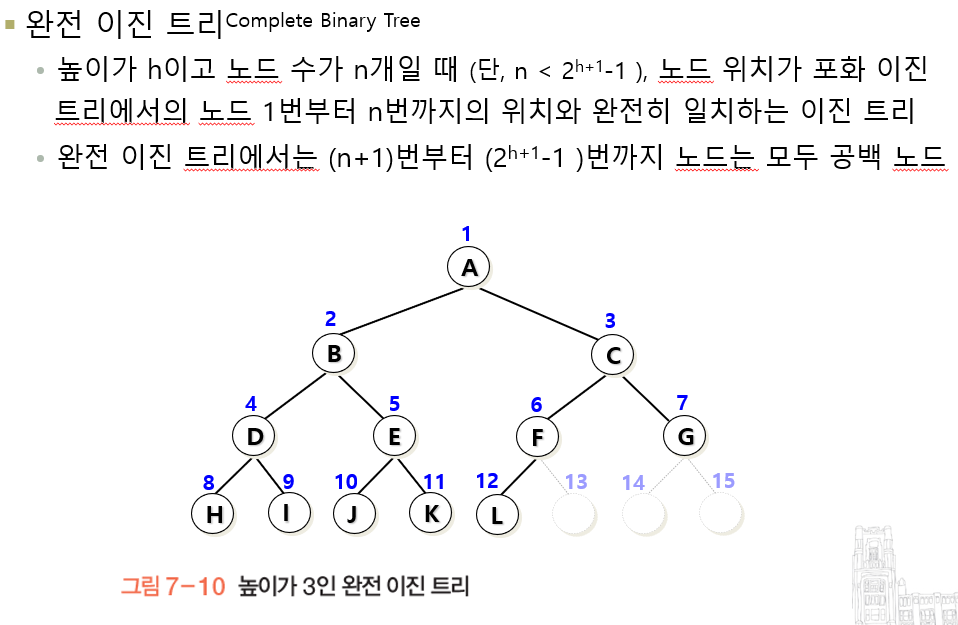 완전 이진 트리Complete Binary Tree
높이가 h이고 노드 수가 n개일 때 (단, n < 2h+1-1 ), 노드 위치가 포화 이진
트리에서의 노드 1번부터 n번까지의 위치와 완전히 일치하는 이진 트리
완전 이진 트리에서는 (n+1)번부터 (2h+1-1 )번까지 노드는 모두 공백 노드
1
A
2 3
B C
4 5 6 7
D E F G
8 9 10 11 12 13 14 15
H I J K L
그림 7-10 높이가 3인 완전 이진 트리